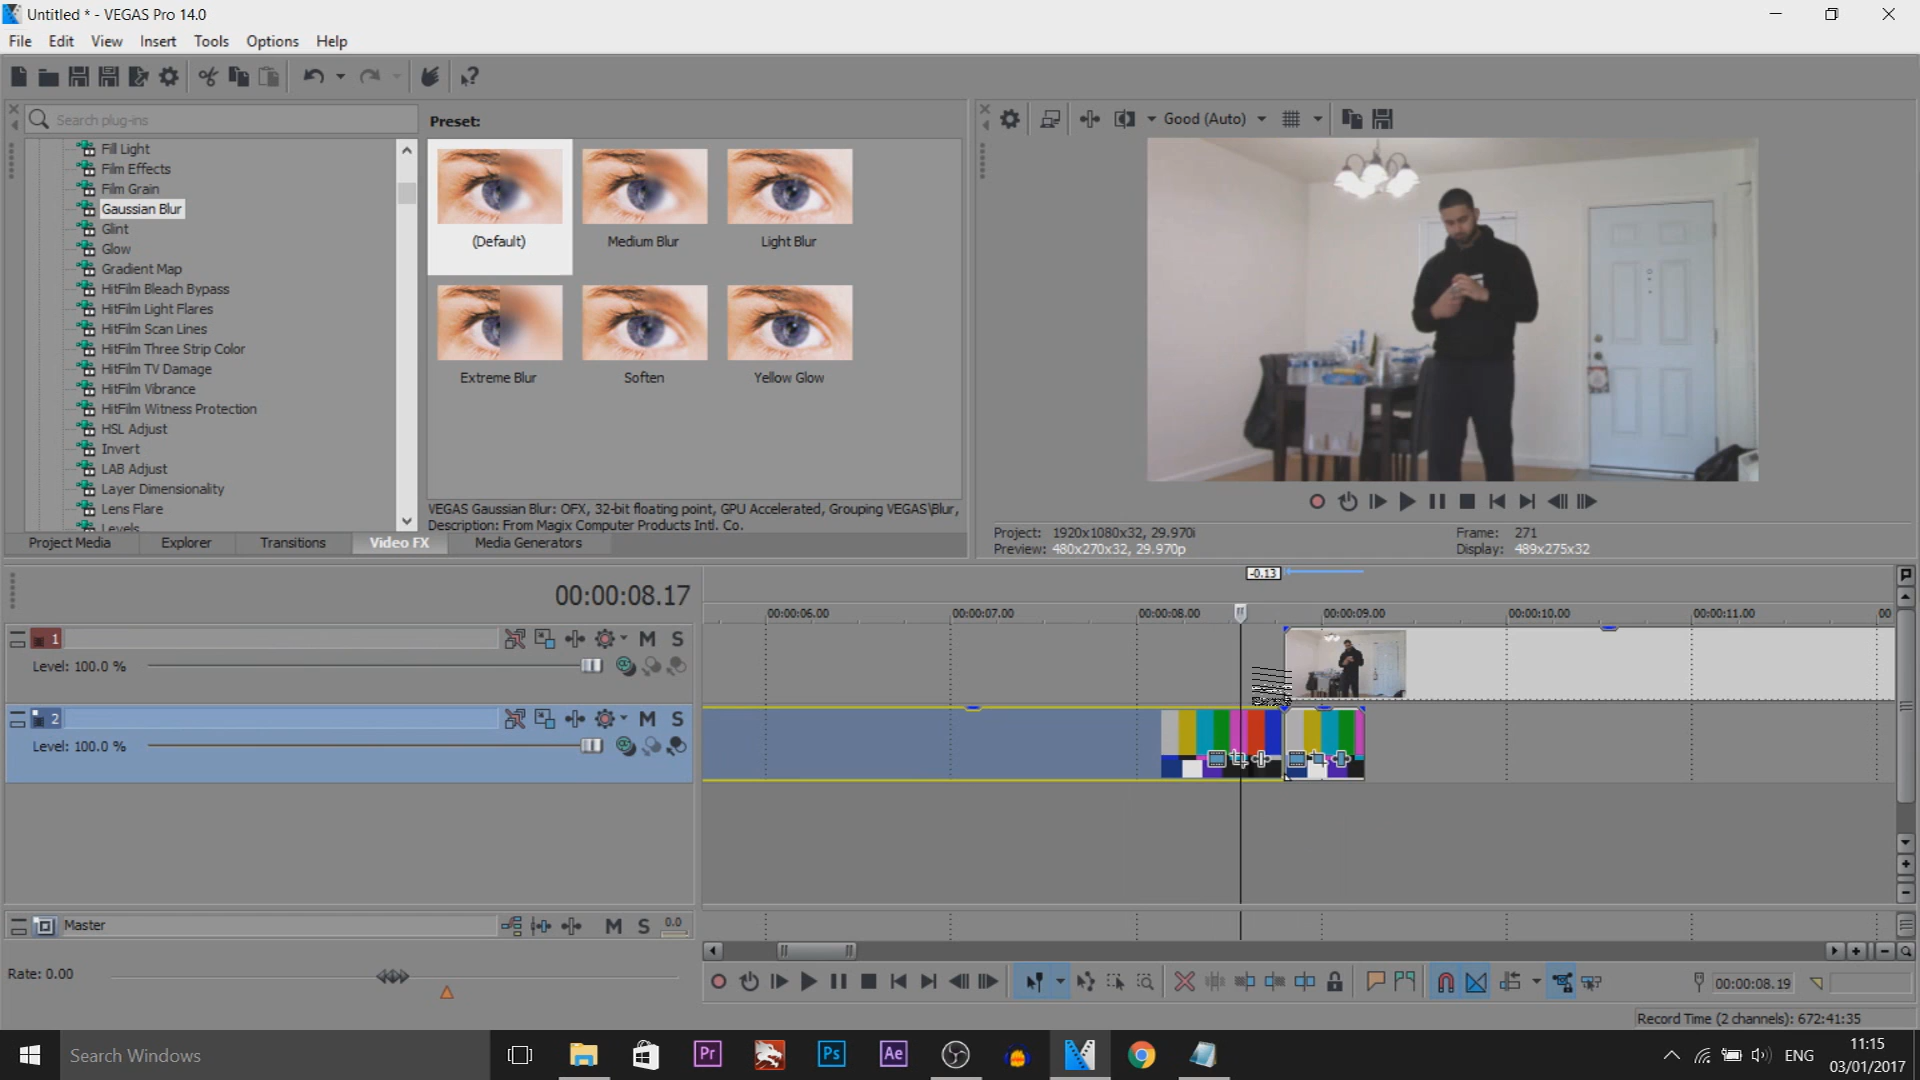 Untitled * - VEGAS Pro 14.0
File Edit View Insert Tools Options Help
Search plug-ins
Preset:
Good (Auto)
Fill Light
Film Effects
Film Grain
Gaussian Blur
Glint
Glow
Gradient Map
HitFilm Bleach Bypass
HitFilm Light Flares
HitFilm Scan Lines
HitFilm Three Strip Color
HitFilm TV Damage
HitFilm Vibrance
HitFilm Witness Protection
HSL Adjust
Invert
LAB Adjust
Layer Dimensionality
Lens Flare
Levels
(Default) Medium Blur Light Blur
Extreme Blur Soften Yellow Glow
VEGAS Gaussian Blur: OFX, 32-bit floating point, GPU Accelerated, Grouping VEGAS\Blur,
Description: From Magix Computer Products Intl. Co.
Project Media Explorer Transitions Video FX Media Generators
Project: 1920x1080x32, 29.970i
Preview: 480x270x32, 29.970p
Frame: 271
Display: 489x275x32
-0.13
00:00:08.17
00:00:06.00 00:00:07.00 00:00:08.00 00:00:09.00 00:00:10.00 00:00:11.00 00
1 M S
Level: 100.0 %
2 M S
Level: 100.0 %
Master M S 0.0
Rate: 0.00
00:00:08.19
Record Time (2 channels): 672:41:35
Search Windows
Pr Ps Ae
ENG
11:15
03/01/2017